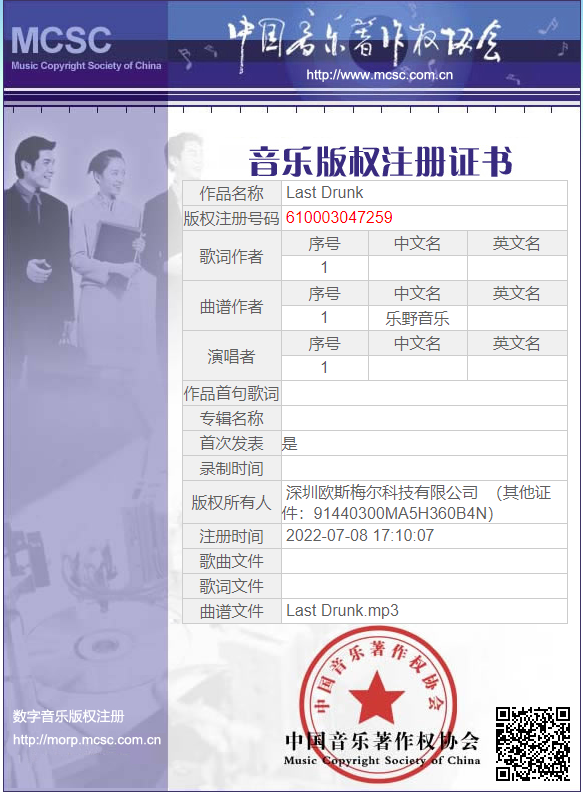 MCSC
Music Copyright Society of China
中国音乐著作权协会
http://www.mcsc.com.cn
音乐版权注册证书
作品名称 Last Drunk
版权注册号码 610003047259
歌词作者 序号 中文名 英文名
1
曲谱作者 序号 中文名 英文名
1 乐野音乐
演唱者 序号 中文名 英文名
1
作品首句歌词
专辑名称
首次发表 是
录制时间
版权所有人 深圳欧斯梅尔科技有限公司 （其他证
件：91440300MA5H360B4N）
注册时间 2022-07-08 17:10:07
歌曲文件
歌词文件
曲谱文件 Last Drunk.mp3
中国音乐著作权协会
数字音乐版权注册
http://morp.mcsc.com.cn
中国音乐著作权协会
Music Copyright Society of China